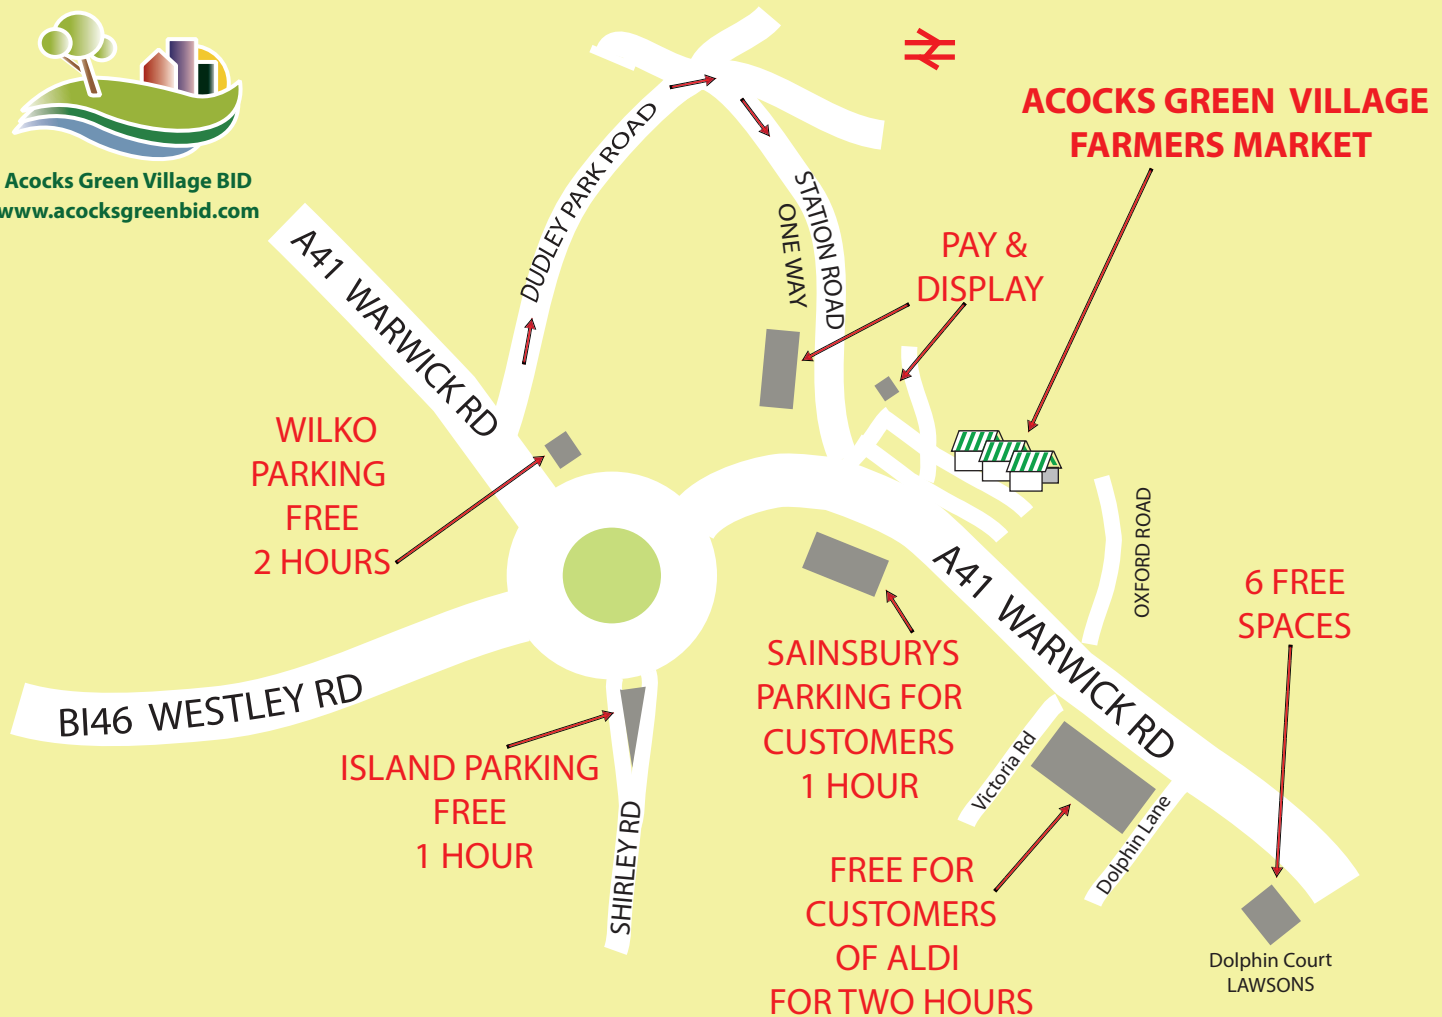 Acocks Green Village BID
www.acocksgreenbid.com
ACOCKS GREEN VILLAGE
FARMERS MARKET
DUDLEY PARK ROAD
STATION ROAD
ONE WAY
PAY &
DISPLAY
A41 WARWICK RD
WILKO
PARKING
FREE
2 HOURS
OXFORD ROAD
A41 WARWICK RD
6 FREE
SPACES
SAINSBURYS
PARKING FOR
CUSTOMERS
1 HOUR
BI46 WESTLEY RD
ISLAND PARKING
FREE
1 HOUR
SHIRLEY RD
Victoria Rd
Dolphin Lane
FREE FOR
CUSTOMERS
OF ALDI
FOR TWO HOURS
Dolphin Court
LAWSONS